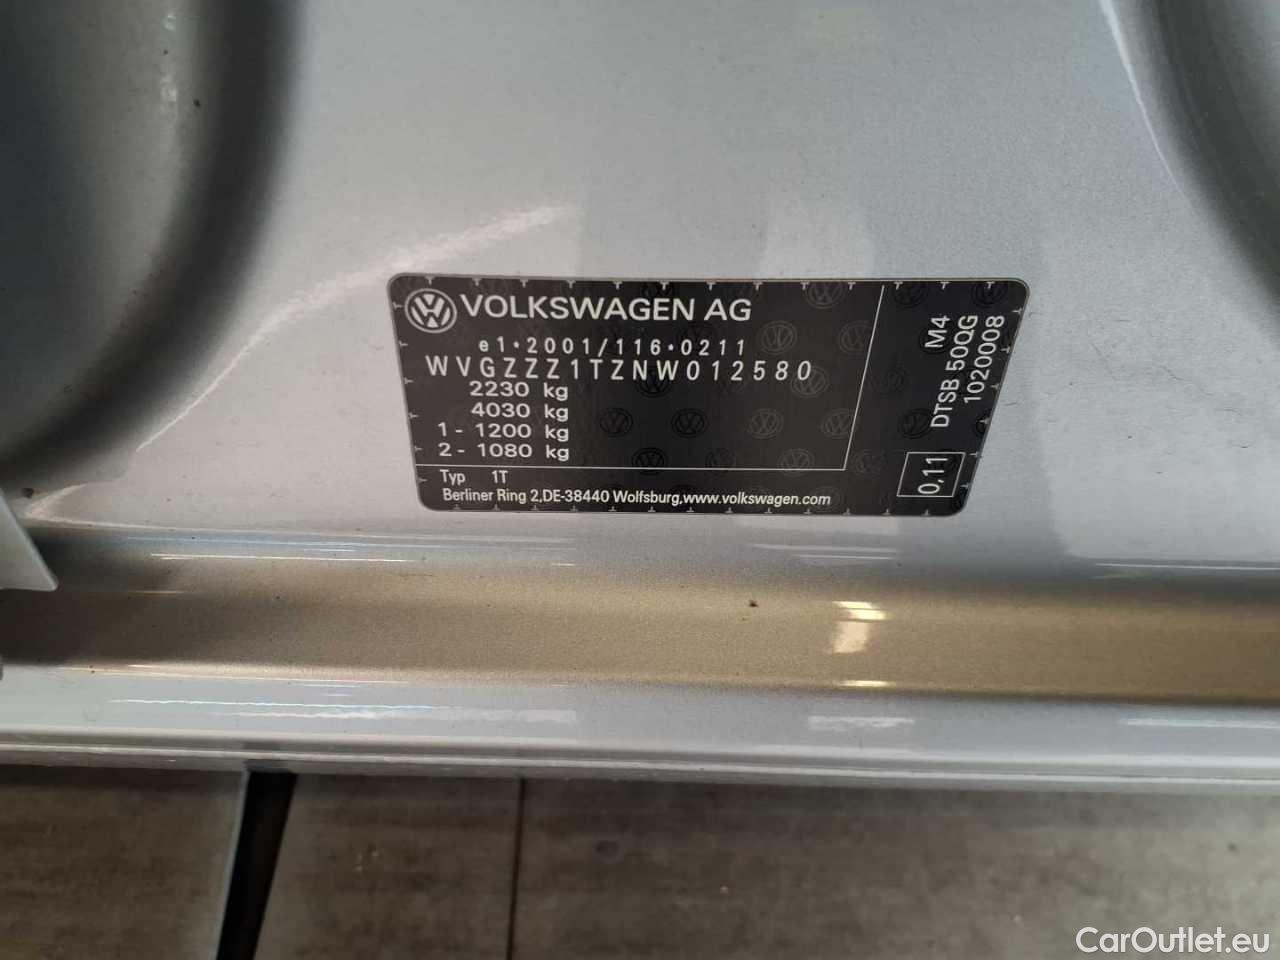 VOLKSWAGEN AG
e1*2001/116*0211
WVGZZZ1TZNW012580
2230 kg
4030 kg
1 - 1200 kg
2 - 1080 kg
Typ 1T
Berliner Ring 2,DE-38440 Wolfsburg,www.volkswagen.com
M4
DTSB 50QG
1020008
0,11
CarOutlet.eu